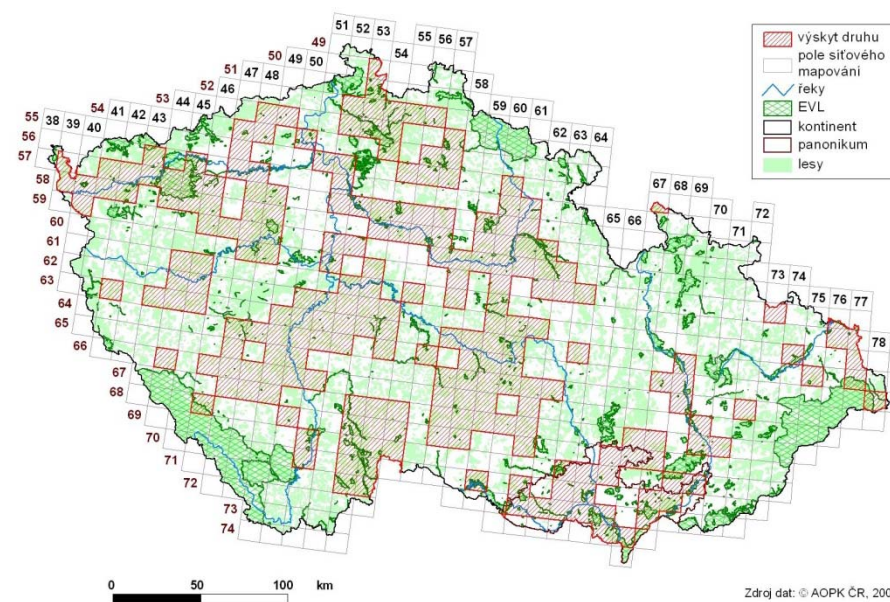 51 52 53
55 56 57
49 54
50 49 50 58
51 47 48
52 46 59 60 61
53 44 45 62 63 64
54 41 42 43
55 38 39 40
56
57
58
59
60
61
62
63
64
65
66
67
68
69
70
71
72
73
74
65 66
67 68 69
70
71 72
73 74
75 76 77
78
výskyt druhu
pole síťového
mapování
řeky
EVL
kontinent
panonikum
lesy
0 50 100 km
Zdroj dat: © AOPK ČR, 200